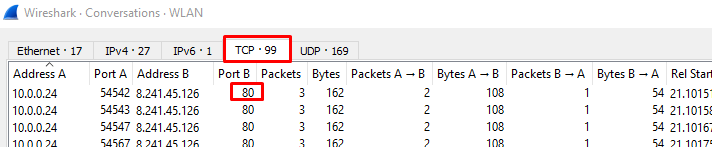 Wireshark · Conversations · WLAN
Ethernet · 17 IPv4 · 27 IPv6 · 1 TCP · 99 UDP · 169
Address A Port A Address B Port B Packets Bytes Packets A → B Bytes A → B Packets B → A Bytes B → A Rel Start
10.0.0.24 54542 8.241.45.126 80 3 162 2 108 1 54 21.10151
10.0.0.24 54543 8.241.45.126 80 3 162 2 108 1 54 21.10151
10.0.0.24 54547 8.241.45.126 80 3 162 2 108 1 54 21.10167
10.0.0.24 54567 8.241.45.126 80 3 162 2 108 1 54 21.10175